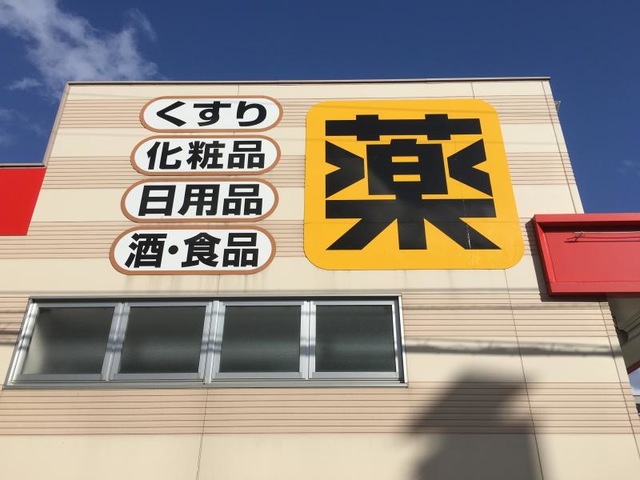 くすり
化粧品
日用品
酒・食品
薬